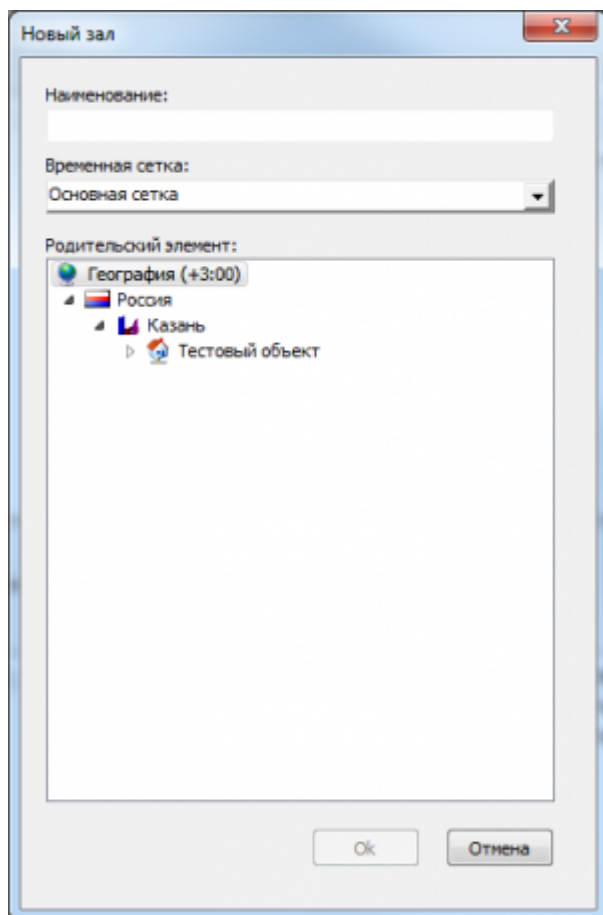 Новый зал
Наименование:
Временная сетка:
Основная сетка
Родительский элемент:
География (+3:00)
Россия
Казань
Тестовый объект
Ok
Отмена